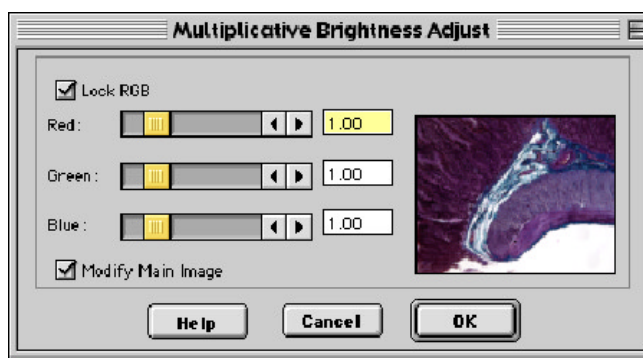 Multiplicative Brightness Adjust
Lock RGB
Red: 1.00
Green: 1.00
Blue: 1.00
Modify Main Image
Help Cancel OK